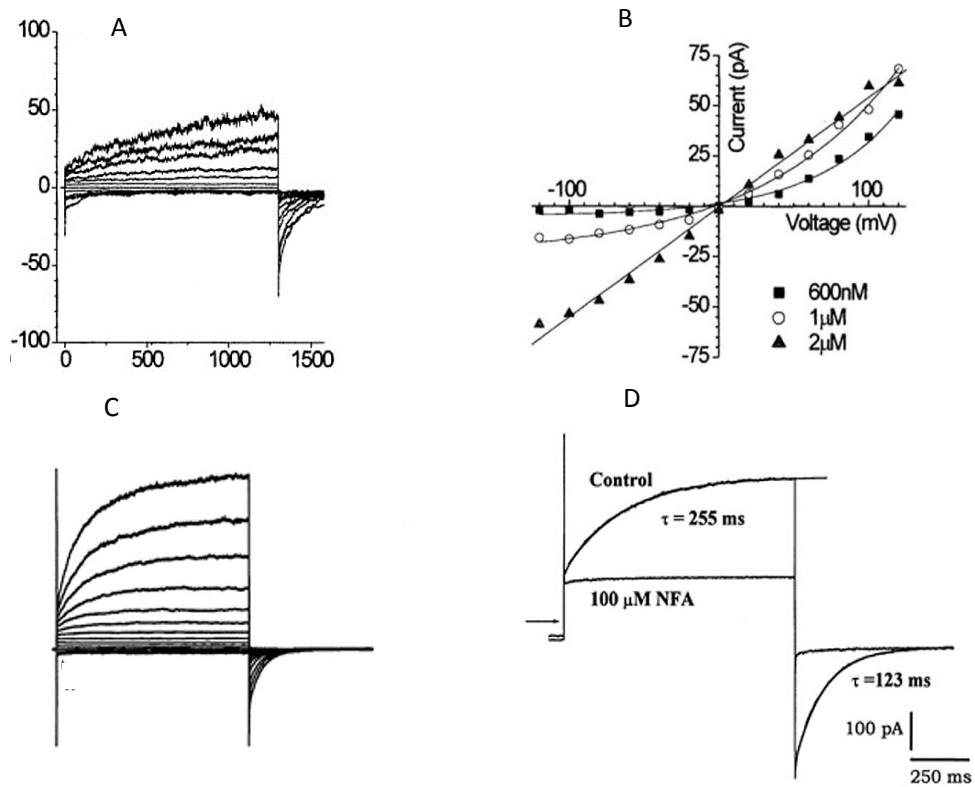 A
100
50
0
-50
-100
0 500 1000 1500
B
75
50
25
-25
-50
-75
Current (pA)
-100 100
Voltage (mV)
600nM
1µM
2µM
C
D
Control
τ = 255 ms
100 µM NFA
τ =123 ms
100 pA
250 ms